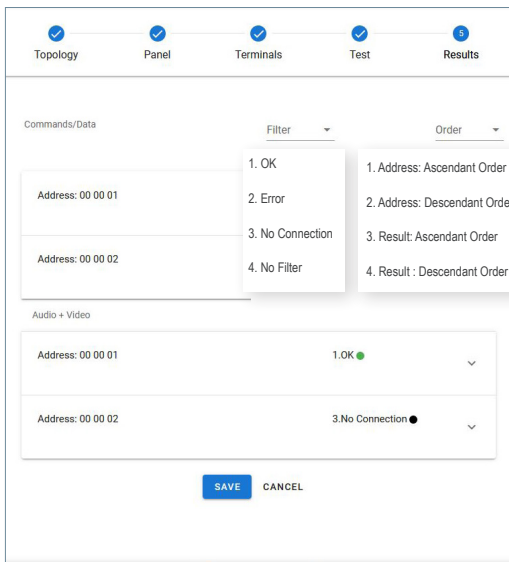 5
Topology Panel Terminals Test Results
Commands/Data
Filter Order
1. OK
2. Error
3. No Connection
4. No Filter
1. Address: Ascendant Order
2. Address: Descendant Orde
3. Result: Ascendant Order
4. Result : Descendant Order
Address: 00 00 01
Address: 00 00 02
Audio + Video
Address: 00 00 01 1.OK
Address: 00 00 02 3.No Connection
SAVE CANCEL